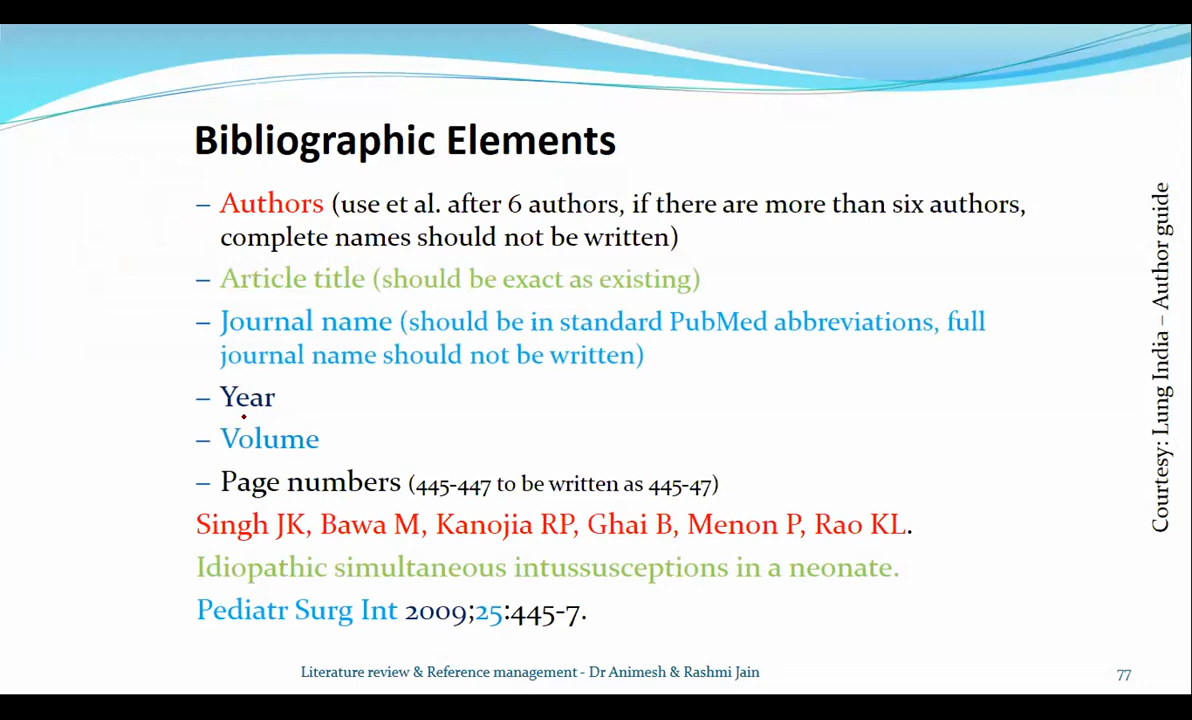 Bibliographic Elements
– Authors (use et al. after 6 authors, if there are more than six authors,
complete names should not be written)
– Article title (should be exact as existing)
– Journal name (should be in standard PubMed abbreviations, full
journal name should not be written)
– Year
– Volume
– Page numbers (445-447 to be written as 445-47)
Singh JK, Bawa M, Kanojia RP, Ghai B, Menon P, Rao KL.
Idiopathic simultaneous intussusceptions in a neonate.
Pediatr Surg Int 2009;25:445-7.
Courtesy: Lung India – Author guide
Literature review & Reference management - Dr Animesh & Rashmi Jain
77